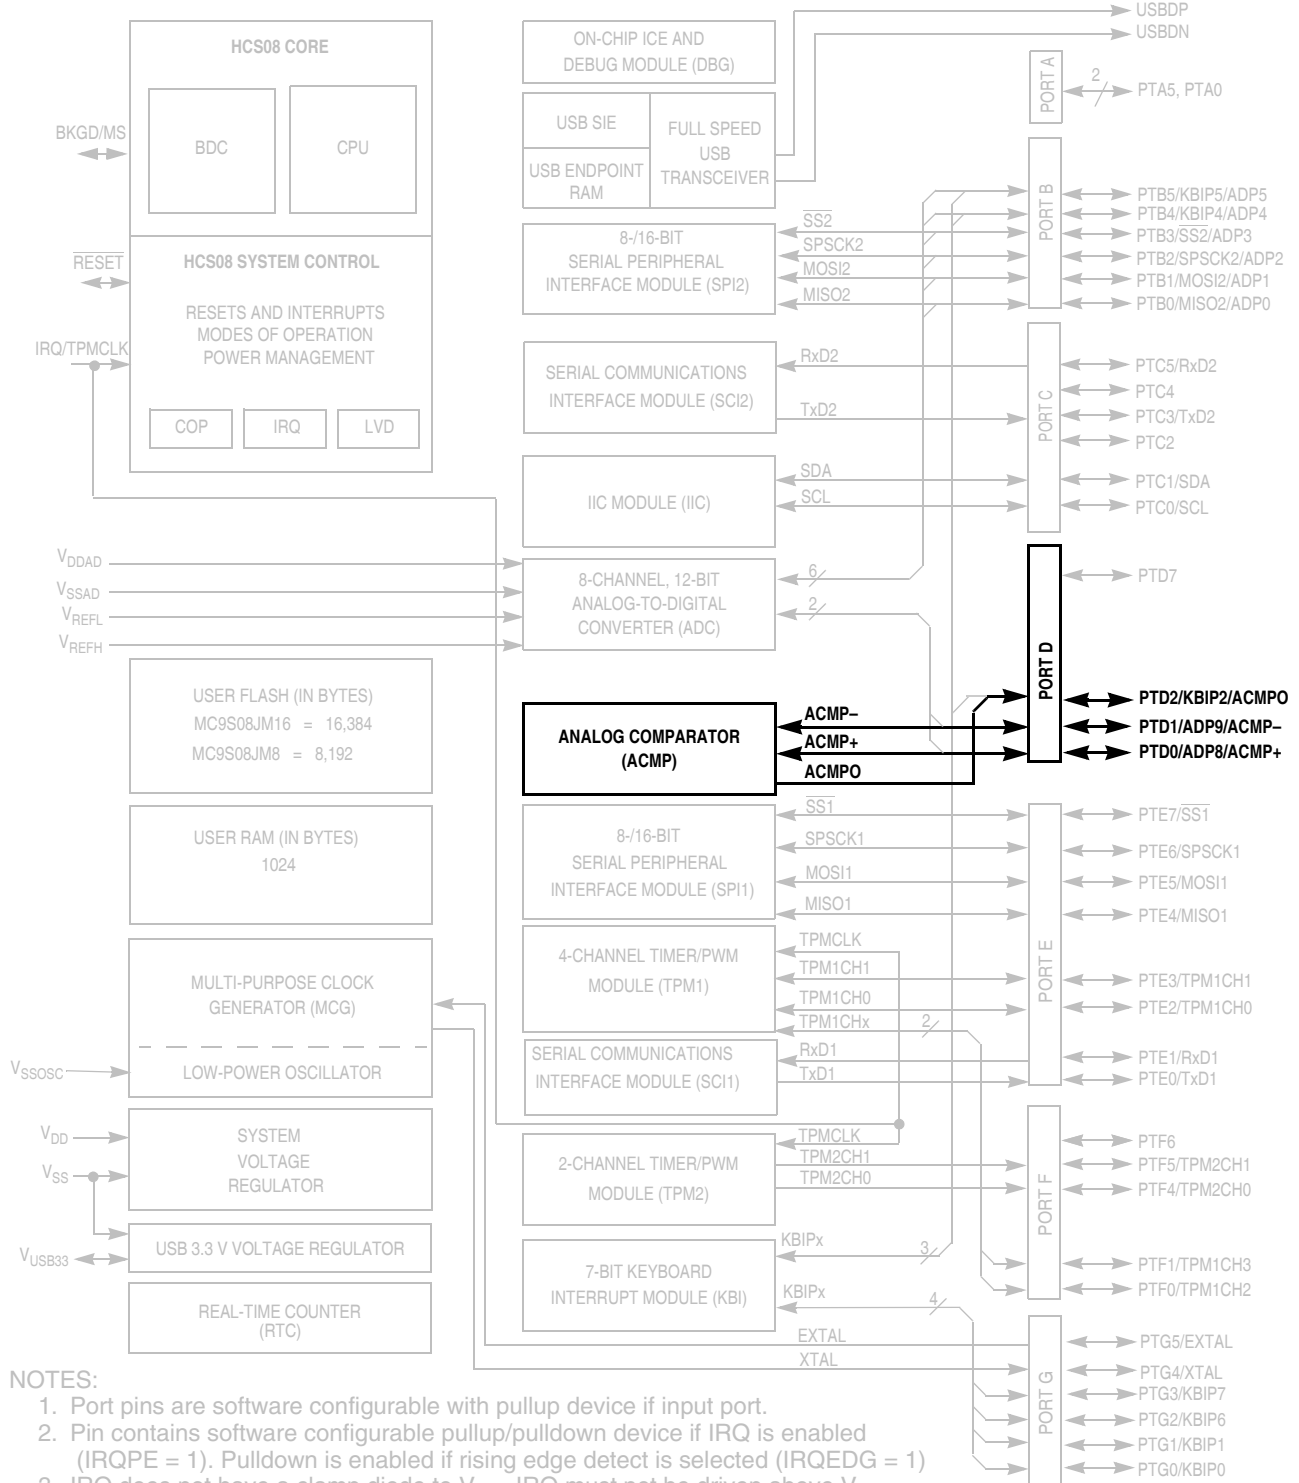 HCS08 CORE
BDC
CPU
BKGD/MS
RESET
HCS08 SYSTEM CONTROL
RESETS AND INTERRUPTS
MODES OF OPERATION
POWER MANAGEMENT
IRQ/TPMCLK
COP
IRQ
LVD
VDDAD
VSSAD
VREFL
VREFH
USER FLASH (IN BYTES)
MC9S08JM16 = 16,384
MC9S08JM8 = 8,192
USER RAM (IN BYTES)
1024
MULTI-PURPOSE CLOCK
GENERATOR (MCG)
LOW-POWER OSCILLATOR
VSSOSC
VDD
VSS
SYSTEM
VOLTAGE
REGULATOR
VUSB33
USB 3.3 V VOLTAGE REGULATOR
REAL-TIME COUNTER
(RTC)
ON-CHIP ICE AND
DEBUG MODULE (DBG)
USB SIE
USB ENDPOINT
RAM
FULL SPEED
USB
TRANSCEIVER
8-/16-BIT
SERIAL PERIPHERAL
INTERFACE MODULE (SPI2)
SERIAL COMMUNICATIONS
INTERFACE MODULE (SCI2)
IIC MODULE (IIC)
8-CHANNEL, 12-BIT
ANALOG-TO-DIGITAL
CONVERTER (ADC)
ANALOG COMPARATOR
(ACMP)
8-/16-BIT
SERIAL PERIPHERAL
INTERFACE MODULE (SPI1)
4-CHANNEL TIMER/PWM
MODULE (TPM1)
SERIAL COMMUNICATIONS
INTERFACE MODULE (SCI1)
2-CHANNEL TIMER/PWM
MODULE (TPM2)
7-BIT KEYBOARD
INTERRUPT MODULE (KBI)
SS2
SPSCK2
MOSI2
MISO2
RxD2
TxD2
SDA
SCL
6
2
ACMP–
ACMP+
ACMPO
SS1
SPSCK1
MOSI1
MISO1
TPMCLK
TPM1CH1
TPM1CH0
TPM1CHx
2
RxD1
TxD1
TPMCLK
TPM2CH1
TPM2CH0
KBIPx
3
KBIPx
4
EXTAL
XTAL
USBDP
USBDN
PORT A
2
PTA5, PTA0
PORT B
PTB5/KBIP5/ADP5
PTB4/KBIP4/ADP4
PTB3/SS2/ADP3
PTB2/SPSCK2/ADP2
PTB1/MOSI2/ADP1
PTB0/MISO2/ADP0
PORT C
PTC5/RxD2
PTC4
PTC3/TxD2
PTC2
PTC1/SDA
PTC0/SCL
PORT D
PTD7
PTD2/KBIP2/ACMPO
PTD1/ADP9/ACMP–
PTD0/ADP8/ACMP+
PORT E
PTE7/SS1
PTE6/SPSCK1
PTE5/MOSI1
PTE4/MISO1
PTE3/TPM1CH1
PTE2/TPM1CH0
PTE1/RxD1
PTE0/TxD1
PORT F
PTF6
PTF5/TPM2CH1
PTF4/TPM2CH0
PTF1/TPM1CH3
PTF0/TPM1CH2
PORT G
PTG5/EXTAL
PTG4/XTAL
PTG3/KBIP7
PTG2/KBIP6
PTG1/KBIP1
PTG0/KBIP0
NOTES:
1. Port pins are software configurable with pullup device if input port.
2. Pin contains software configurable pullup/pulldown device if IRQ is enabled
(IRQPE = 1). Pulldown is enabled if rising edge detect is selected (IRQEDG = 1)
3. IRQ does not have a clamp diode to V IRQ must not be driven above V